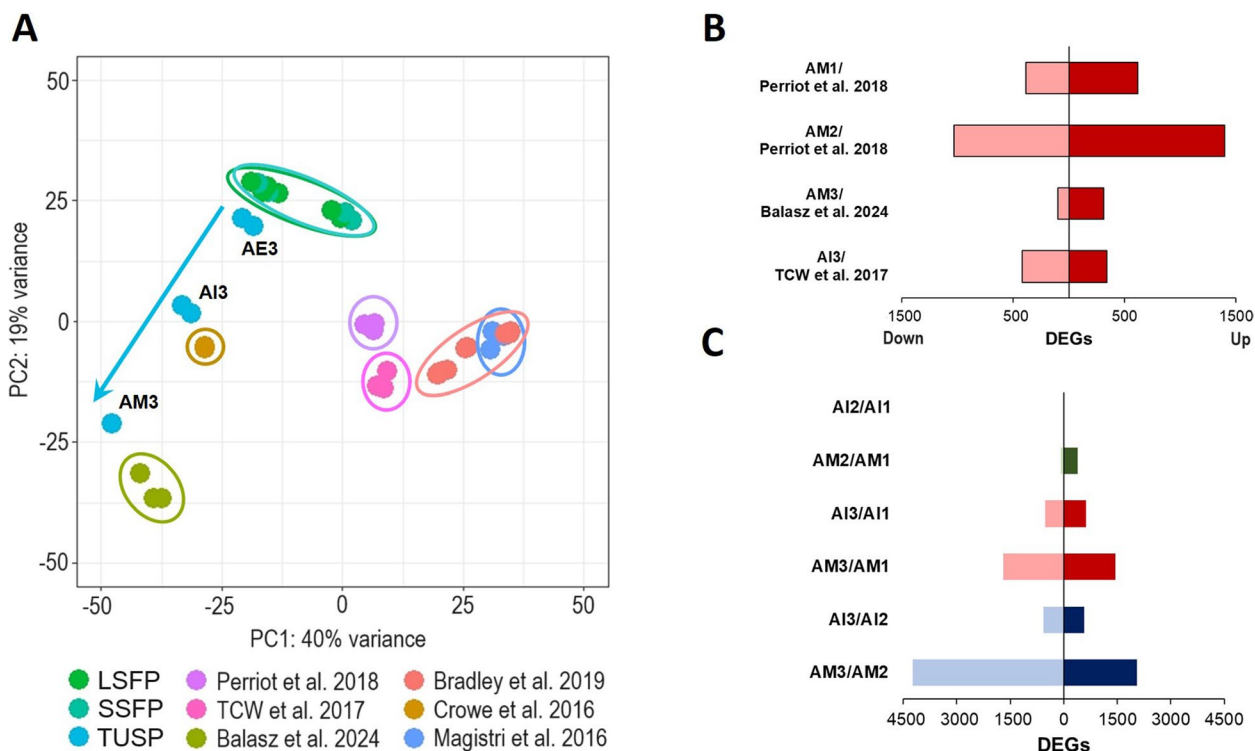 A
50
25
0
-25
-50
PC2: 19% variance
AE3
AI3
AM3
-50
-25
0
25
50
PC1: 40% variance
LSFP
SSFP
TUSP
Perriot et al. 2018
TCW et al. 2017
Balasz et al. 2024
Bradley et al. 2019
Crowe et al. 2016
Magistri et al. 2016
B
AM1/
Perriot et al. 2018
AM2/
Perriot et al. 2018
AM3/
Balasz et al. 2024
AI3/
TCW et al. 2017
1500
500
500
1500
Down
DEGs
Up
C
AI2/AI1
AM2/AM1
AI3/AI1
AM3/AM1
AI3/AI2
AM3/AM2
4500
3000
1500
0
1500
3000
4500
DEGs